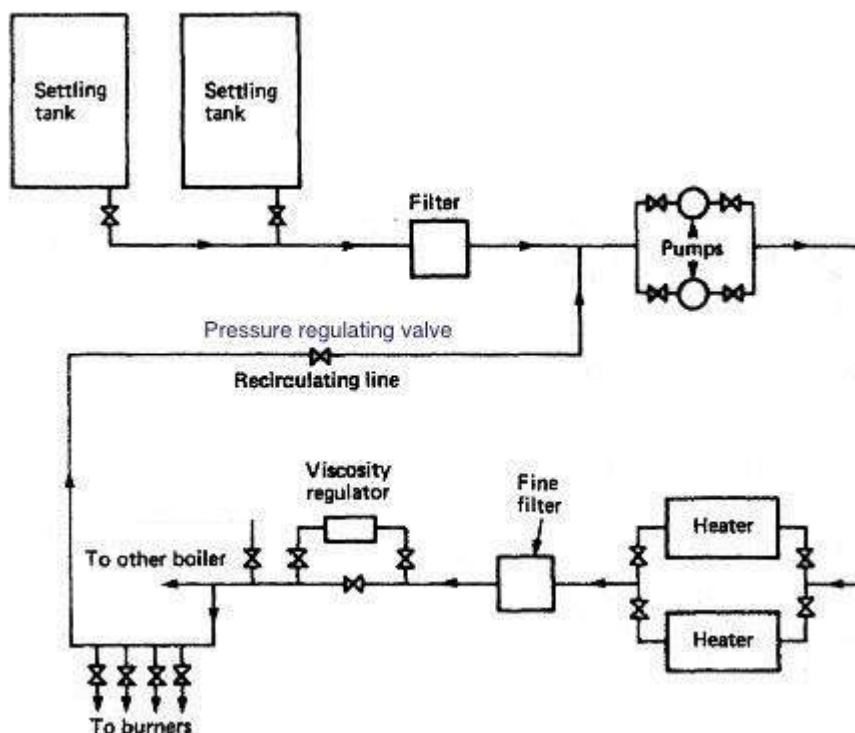 Settling
tank
Settling
tank
Filter
Pumps
Pressure regulating valve
Recirculating line
Viscosity
regulator
Fine
filter
Heater
To other boiler
Heater
To burners